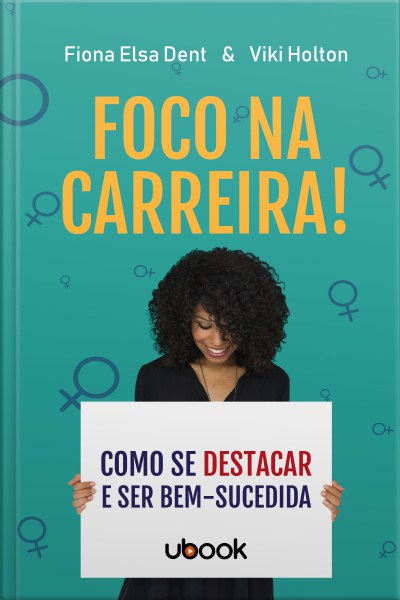 Fiona Elsa Dent & Viki Holton
FOCO NA
CARREIRA!
COMO SE DESTACAR
E SER BEM-SUCEDIDA
ubook